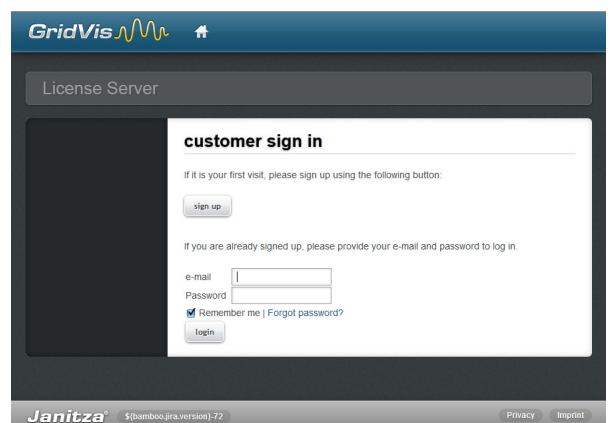 GridVis
License Server
customer sign in
If it is your first visit, please sign up using the following button:
sign up
If you are already signed up, please provide your e-mail and password to log in.
e-mail
Password
Remember me | Forgot password?
login
Janitza® ${bamboo.jira.version}-72 Privacy Imprint